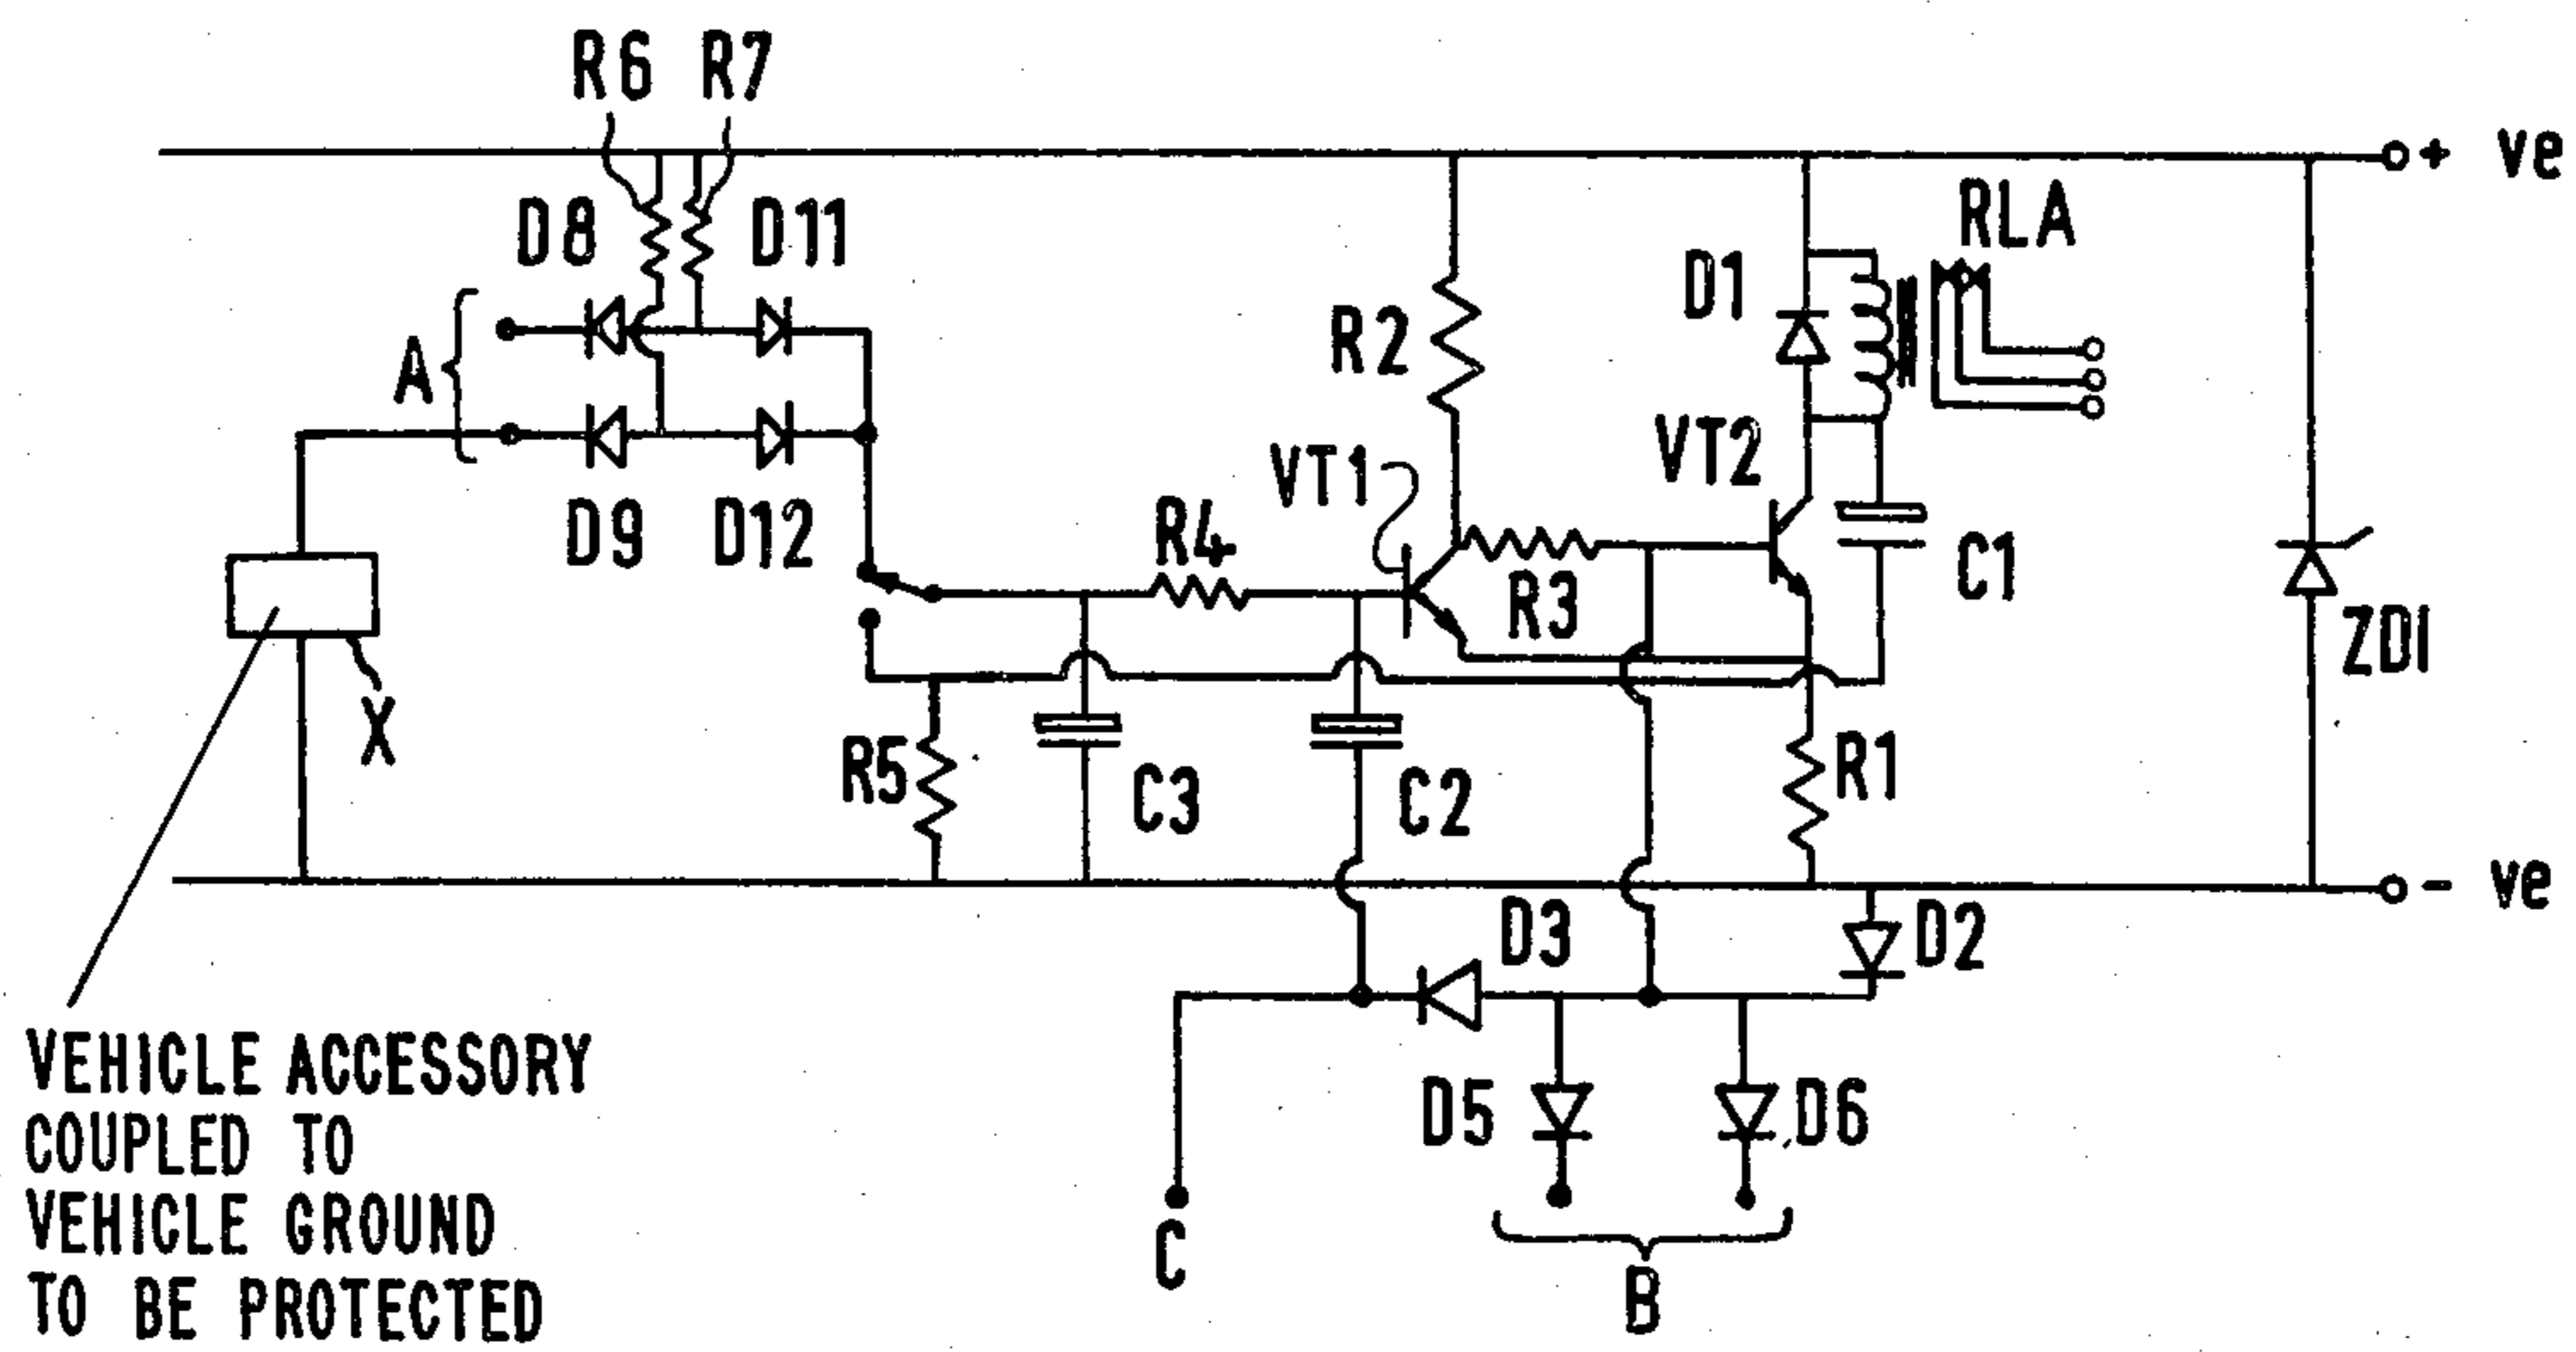 R6 R7
+ ve
D8 D11
RLA
D1
A
R2
VT1
VT2
D9 D12
R4
R3
C1
ZD1
X
R5
C3
C2
R1
- ve
D3
D2
D5
D6
C
B
VEHICLE ACCESSORY
COUPLED TO
VEHICLE GROUND
TO BE PROTECTED